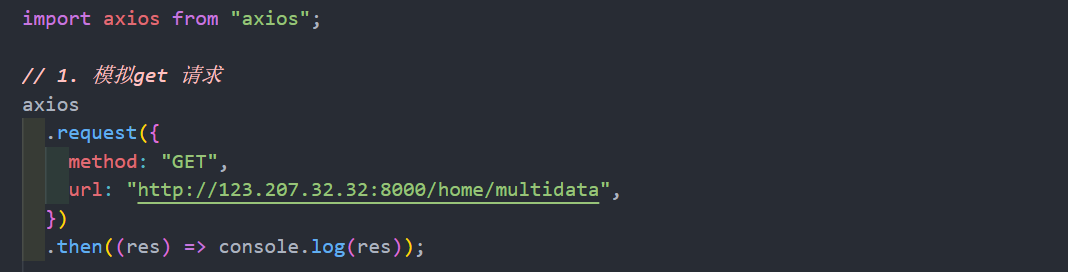 import axios from "axios";
// 1. 模拟get 请求
axios
.request({
method: "GET",
url: "http://123.207.32.32:8000/home/multidata",
})
.then((res) => console.log(res));